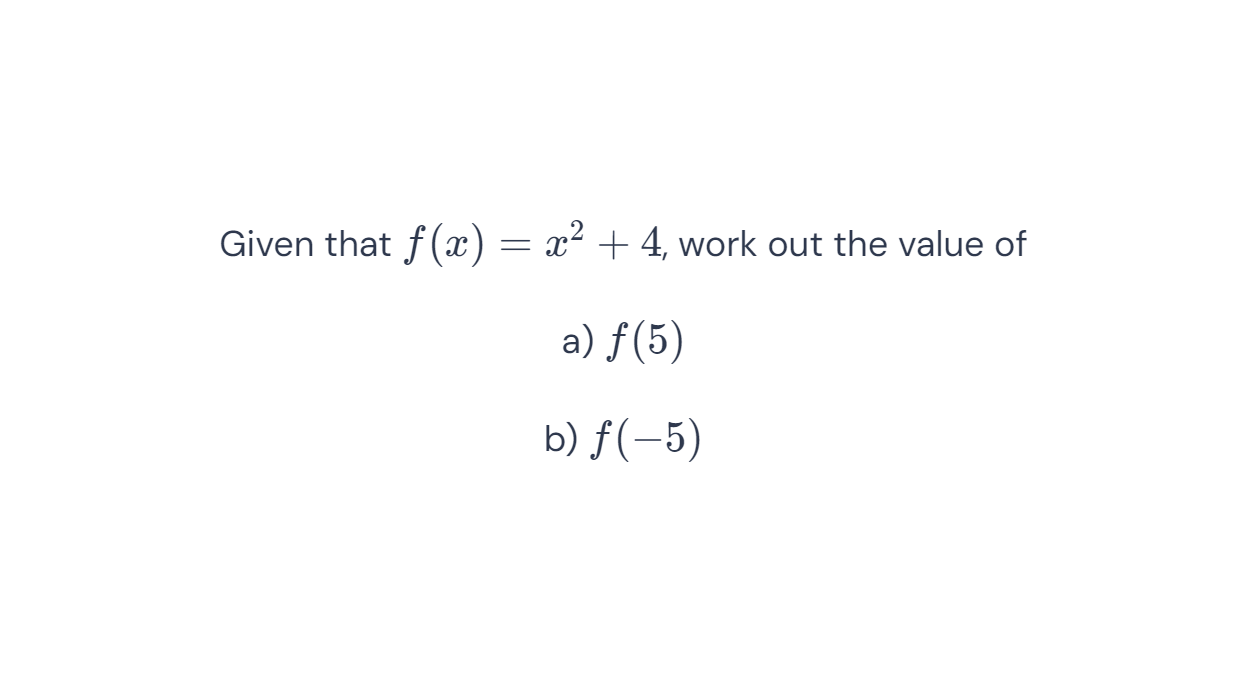 Given that f(x) = x² + 4, work out the value of
a) f(5)
b) f(−5)